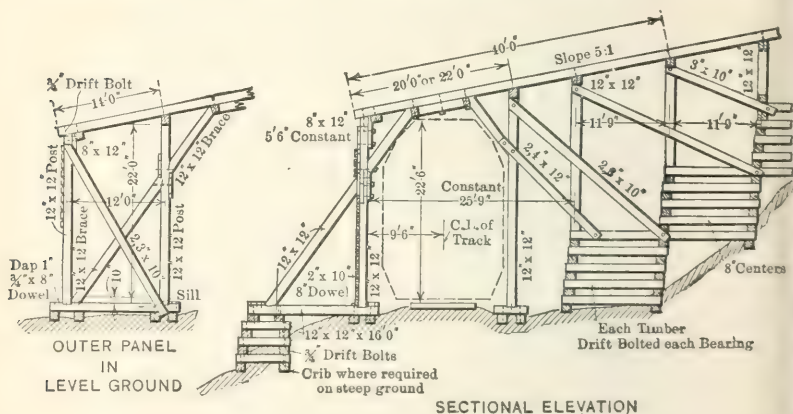 ¾" Drift Bolt
14'0"
8" x 12"
22'0"
12 x 12 Brace
12 x 12 Post
12'0"
12 x 12 Brace
2,3" x 10"
12 x 12 Post
Dap 1"
¾" x 8"
Dowel
10
Sill
OUTER PANEL
IN
LEVEL GROUND
40'0"
20'0" or 22'0"
Slope 5:1
8" x 12"
5'6" Constant
12" x 12"
3" x 10"
12" x 12"
11'9"
11'9"
22'6"
2,4" x 12"
2,3" x 10"
Constant
25'9"
9'6"
C.L. of
Track
12" x 12"
2" x 10
8" Dowel
12" x 12"
12" x 12"
8" Centers
12" x 12" x 16'0"
¾" Drift Bolts
Crib where required
on steep ground
Each Timber
Drift Bolted each Bearing
SECTIONAL ELEVATION